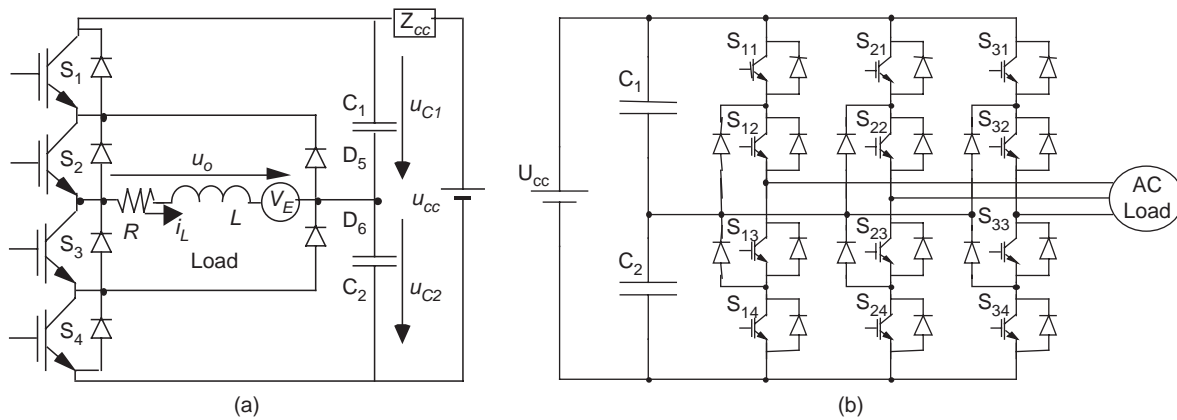 Z_cc
S_1
C_1
u_C1
S_2
u_o
D_5
V_E
u_cc
R
i_L
L
D_6
S_3
Load
C_2
u_C2
S_4
(a)
S_11
S_21
S_31
C_1
S_12
S_22
S_32
U_cc
AC
Load
S_13
S_23
S_33
C_2
S_14
S_24
S_34
(b)